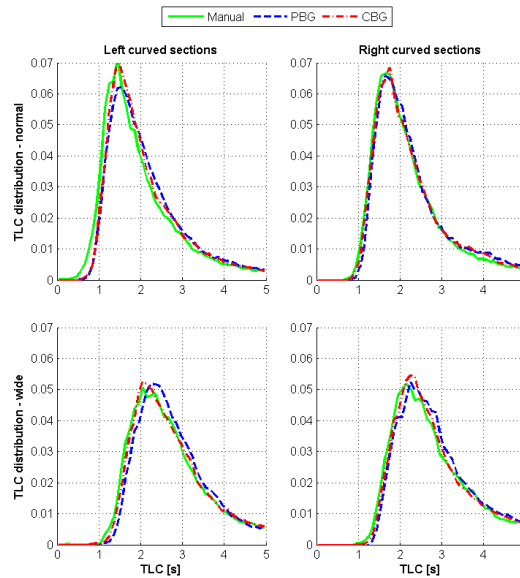 Manual PBG CBG
Left curved sections Right curved sections
TLC distribution - normal
0.07 0.07
0.06 0.06
0.05 0.05
0.04 0.04
0.03 0.03
0.02 0.02
0.01 0.01
0 1 2 3 4 5 0 1 2 3 4
TLC distribution - wide
0.07 0.07
0.06 0.06
0.05 0.05
0.04 0.04
0.03 0.03
0.02 0.02
0.01 0.01
0 0
0 1 2 3 4 5 0 1 2 3 4
TLC [s] TLC [s]